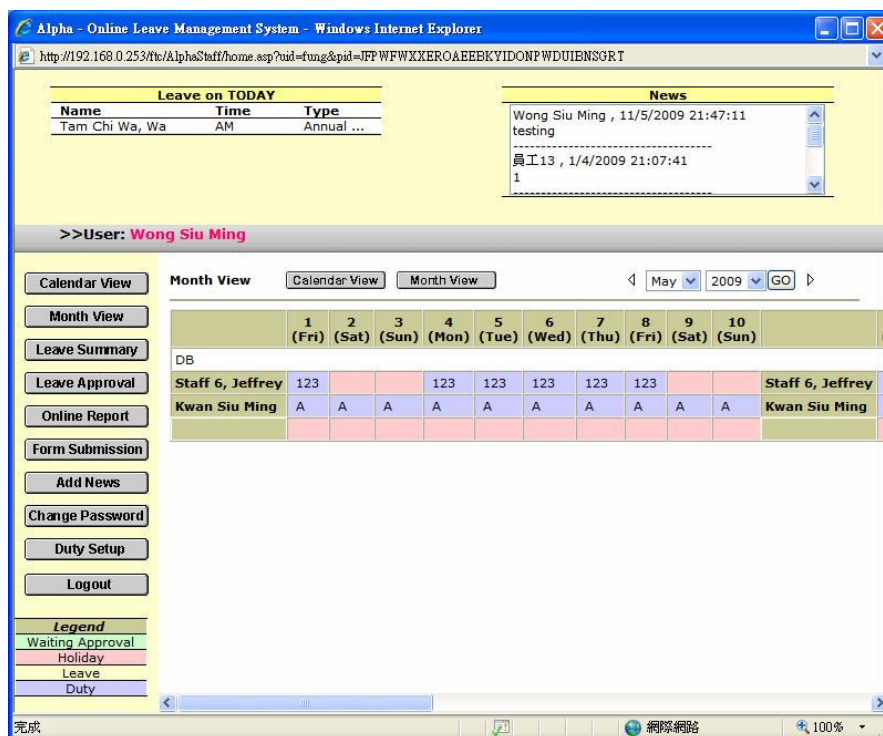 Alpha - Online Leave Management System - Windows Internet Explorer
http://192.168.0.253/ftc/AlphaStaff/home.asp?uid=fung&pid=JFPWFWXXEROAEEBKYIDONPWDUIBNSGRT
Leave on TODAY
Name Time Type
Tam Chi Wa, Wa AM Annual ...
News
Wong Siu Ming , 11/5/2009 21:47:11
testing
------------------------------------
員工13 , 1/4/2009 21:07:41
1
------------------------------------
>>User: Wong Siu Ming
Calendar View
Month View
Leave Summary
Leave Approval
Online Report
Form Submission
Add News
Change Password
Duty Setup
Logout
Legend
Waiting Approval
Holiday
Leave
Duty
Month View Calendar View Month View May 2009 GO
1 2 3 4 5 6 7 8 9 10
(Fri) (Sat) (Sun) (Mon) (Tue) (Wed) (Thu) (Fri) (Sat) (Sun)
DB
Staff 6, Jeffrey 123 123 123 123 123 123 Staff 6, Jeffrey
Kwan Siu Ming A A A A A A A A A A Kwan Siu Ming
完成 網際網路 100%